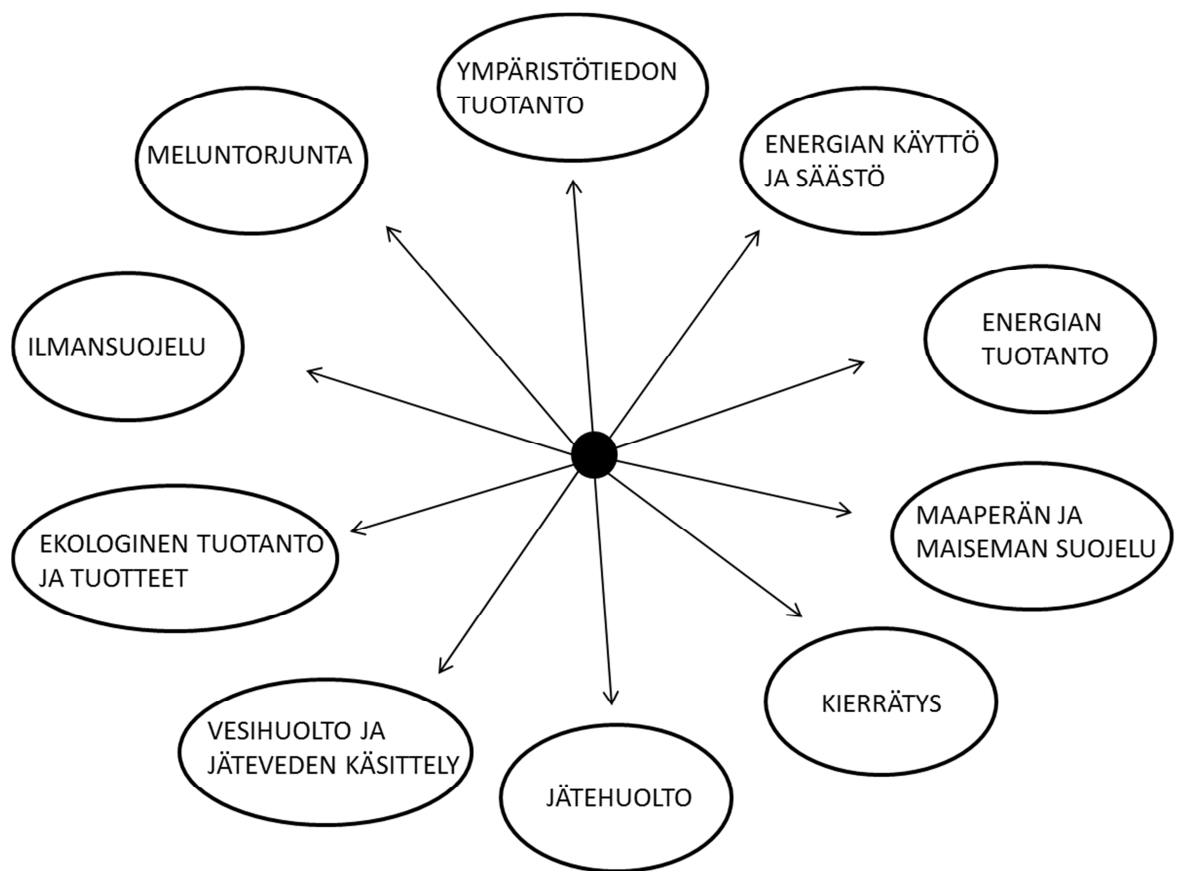 YMPÄRISTÖTIEDON
TUOTANTO
MELUNTORJUNTA
ENERGIAN KÄYTTÖ
JA SÄÄSTÖ
ILMANSUOJELU
ENERGIAN
TUOTANTO
EKOLOGINEN TUOTANTO
JA TUOTTEET
MAAPERÄN JA
MAISEMAN SUOJELU
VESIHUOLTO JA
JÄTEVEDEN KÄSITTELY
KIERRÄTYS
JÄTEHUOLTO